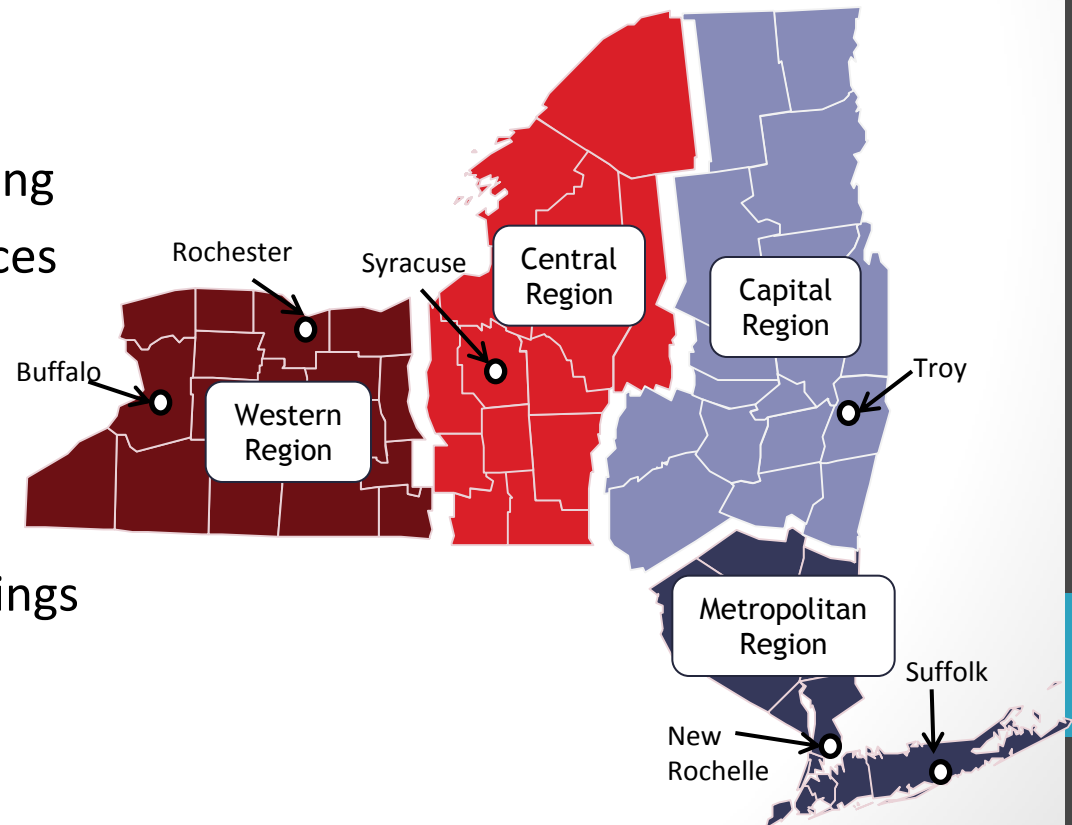 ng
ces
Rochester
Syracuse
Central
Region
Capital
Region
Buffalo
Troy
Western
Region
ings
Metropolitan
Region
Suffolk
New
Rochelle